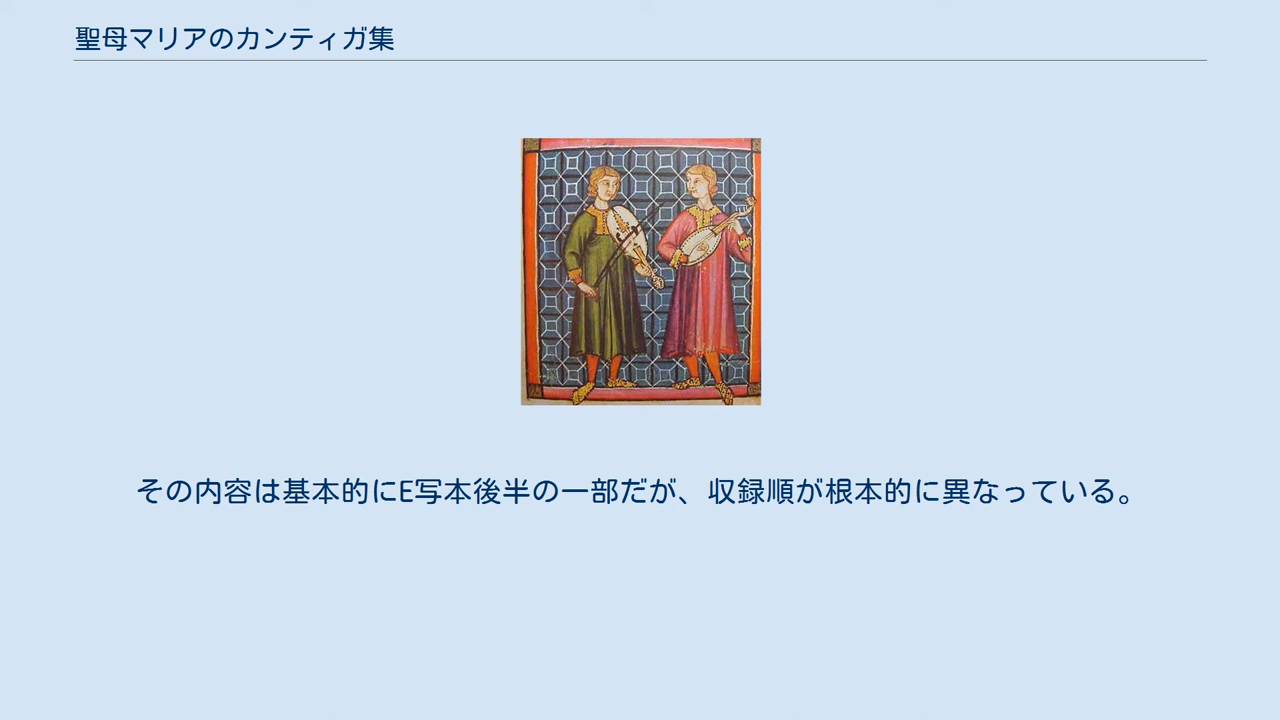 聖母マリアのカンティガ集
その内容は基本的にE写本後半の一部だが、収録順が根本的に異なっている。